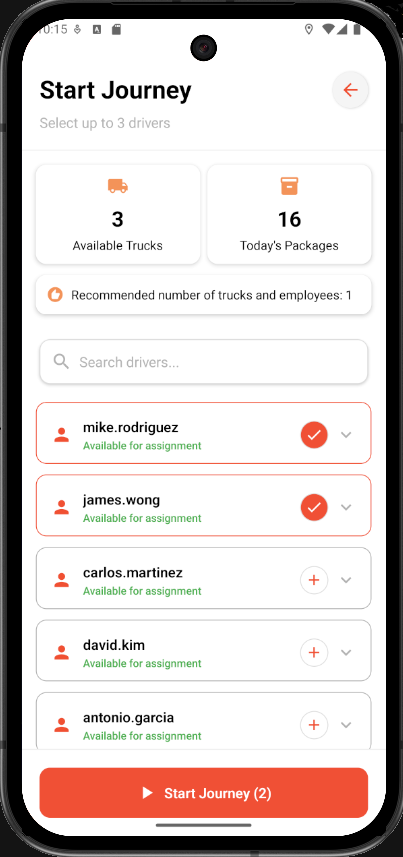 10:15
Start Journey
Select up to 3 drivers
3
Available Trucks
16
Today's Packages
Recommended number of trucks and employees: 1
Search drivers...
mike.rodriguez
Available for assignment
james.wong
Available for assignment
carlos.martinez
Available for assignment
david.kim
Available for assignment
antonio.garcia
Available for assignment
Start Journey (2)